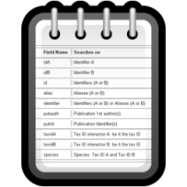 Field Name Searches on
idA Identifier A
idB Identifier B
id Identifier A or B
alias Aliases (A or B)
identifier Identifiers (A or B) or Aliases (A or B)
pubauth Publication 1st author(s)
pubid Publication Identifier(s)
taxidA Tax ID interactor A: be it the tax ID
taxidB Tax ID interactor B: be it the tax ID
species Species. Tax ID A and Tax ID B